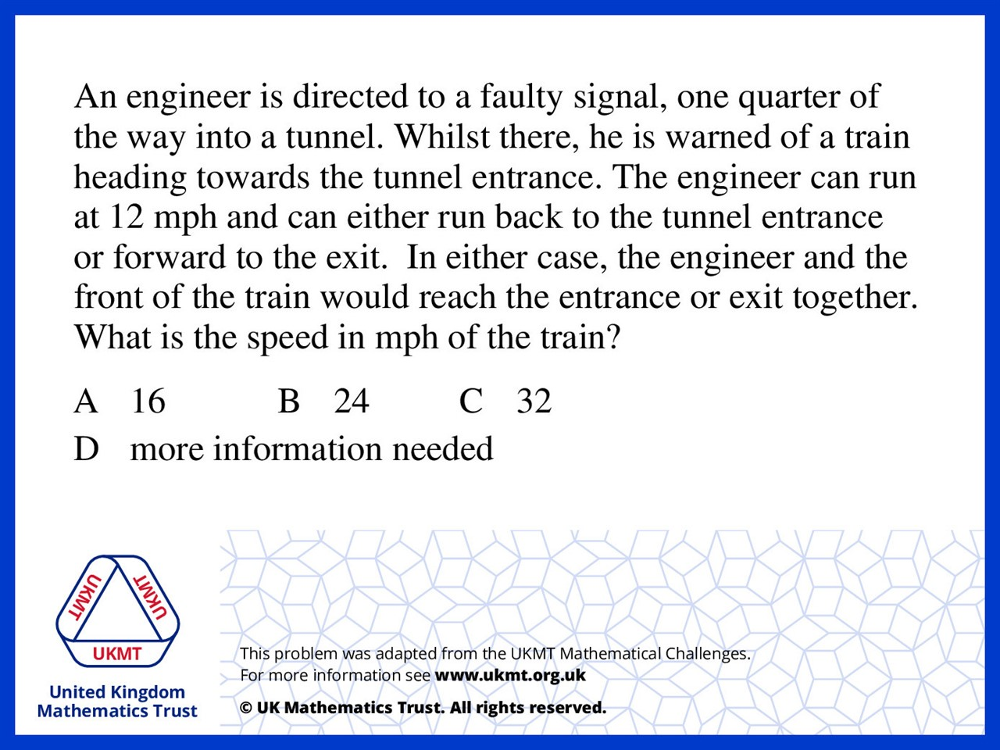 An engineer is directed to a faulty signal, one quarter of
the way into a tunnel. Whilst there, he is warned of a train
heading towards the tunnel entrance. The engineer can run
at 12 mph and can either run back to the tunnel entrance
or forward to the exit.  In either case, the engineer and the
front of the train would reach the entrance or exit together.
What is the speed in mph of the train?
A 16 B 24 C 32
D more information needed
UKMT
UKMT
UKMT
United Kingdom
Mathematics Trust
This problem was adapted from the UKMT Mathematical Challenges.
For more information see www.ukmt.org.uk
© UK Mathematics Trust. All rights reserved.